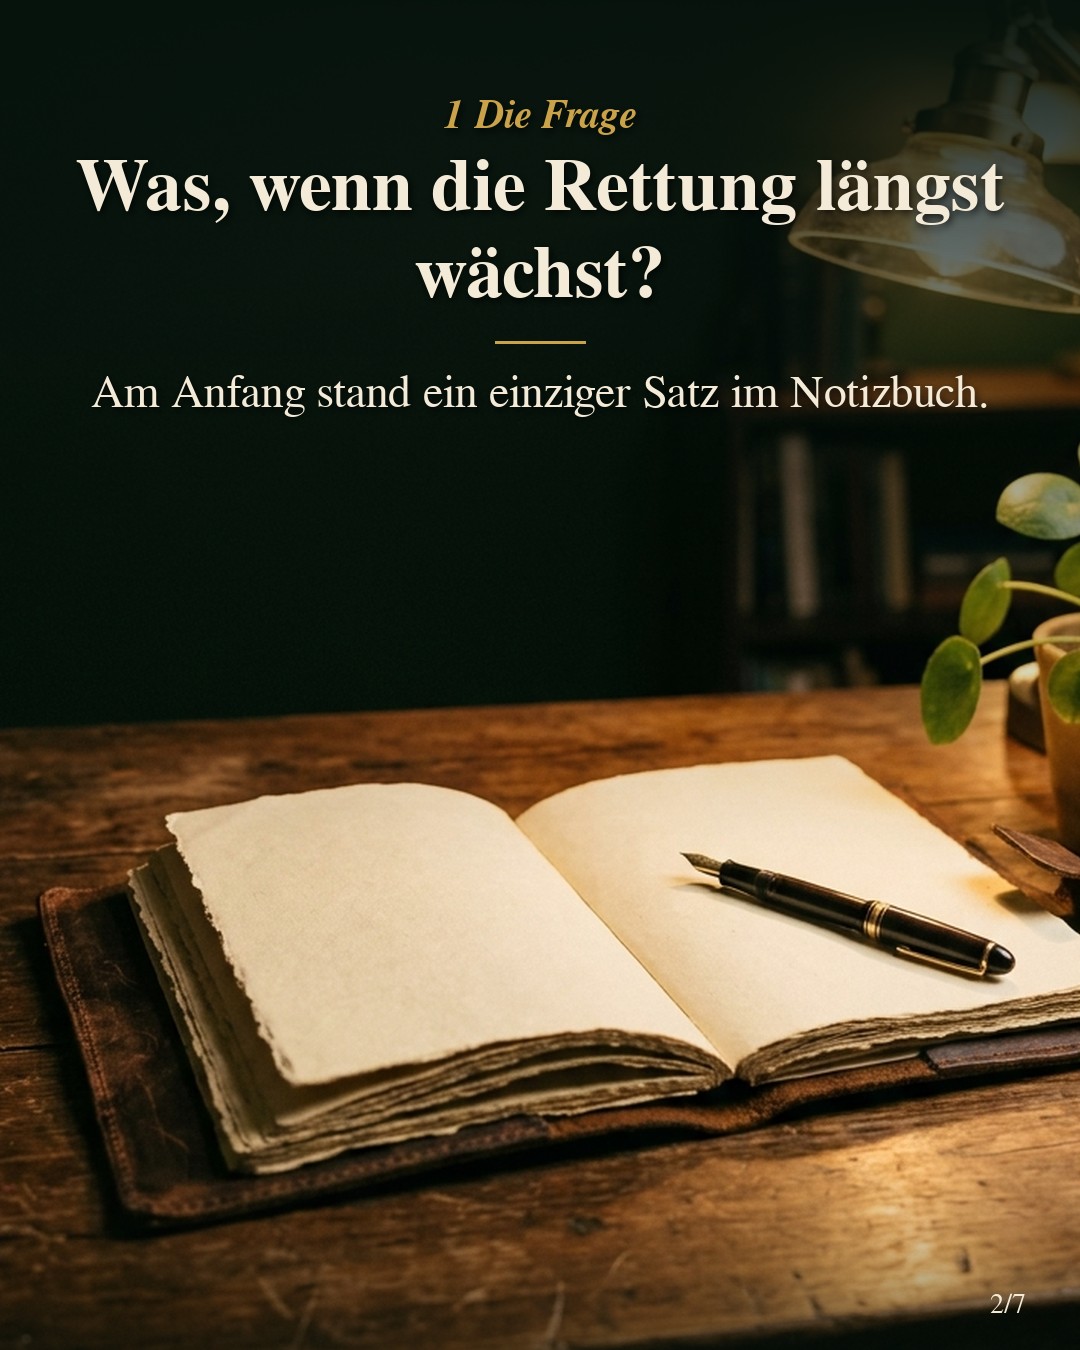 1 Die Frage
Was, wenn die Rettung längst
wächst?
Am Anfang stand ein einziger Satz im Notizbuch.
2/7